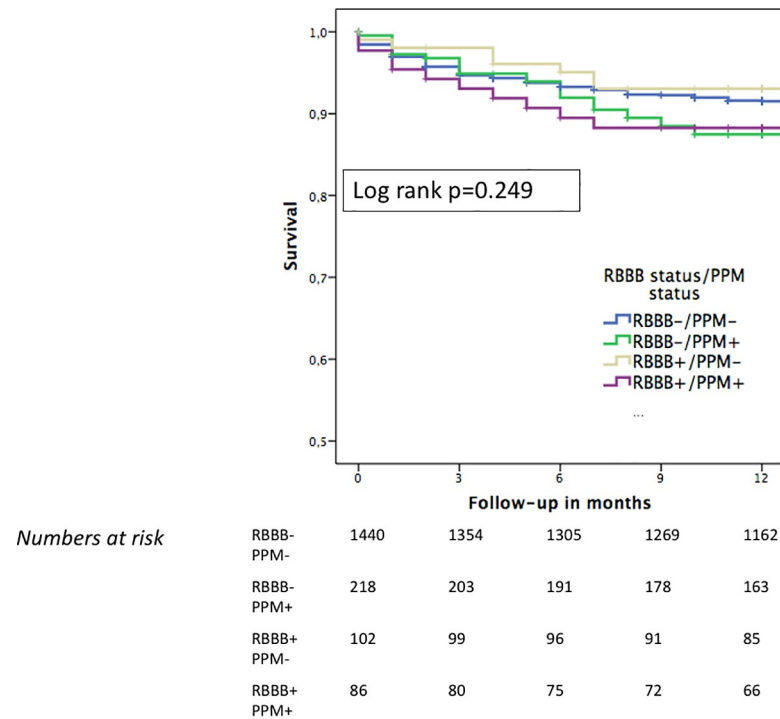 1,0
0,9
0,8
0,7
0,6
0,5
Survival
Log rank p=0.249
RBBB status/PPM
status
RBBB-/PPM-
RBBB-/PPM+
RBBB+/PPM-
RBBB+/PPM+
...
0 3 6 9 12
Follow-up in months
Numbers at risk
RBBB- 1440 1354 1305 1269 1162
PPM-
RBBB- 218 203 191 178 163
PPM+
RBBB+ 102 99 96 91 85
PPM-
RBBB+ 86 80 75 72 66
PPM+